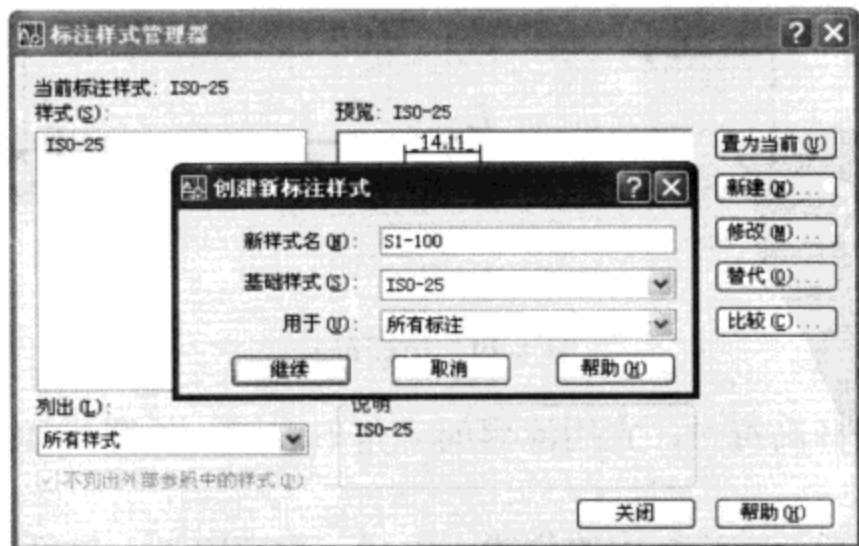 标注样式管理器
当前标注样式: ISO-25
样式(S):
预览: ISO-25
ISO-25
14.11
置为当前(U)
新建(N)...
修改(M)...
替代(O)...
比较(C)...
创建新标注样式
新样式名(N): S1-100
基础样式(S): ISO-25
用于(U): 所有标注
继续
取消
帮助(H)
列出(L):
所有样式
说明
ISO-25
不列出外部参照中的样式(D)
关闭
帮助(H)